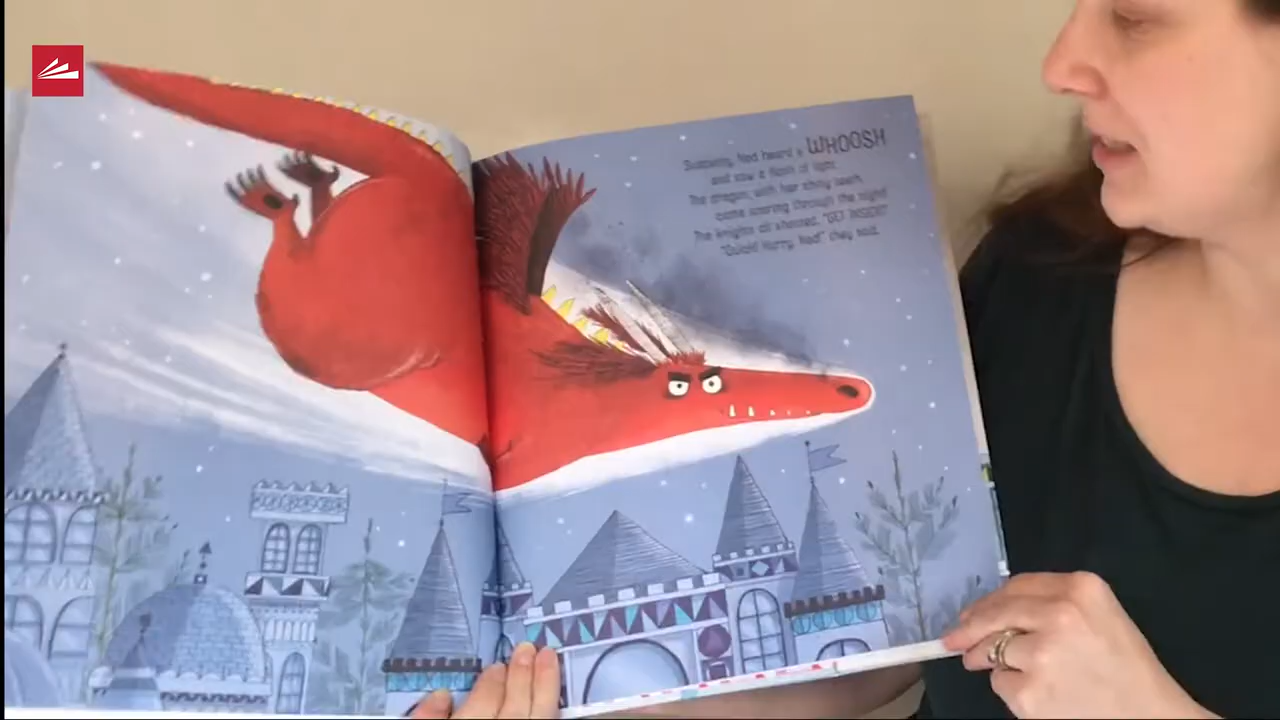 Suddenly, Ned heard a WHOOSH
and saw a flash of light.
The dragon, with her shiny teeth,
came soaring through the night!
The knights all shouted, "GET INSIDE!"
"Quick! Hurry, Ned!" they said.